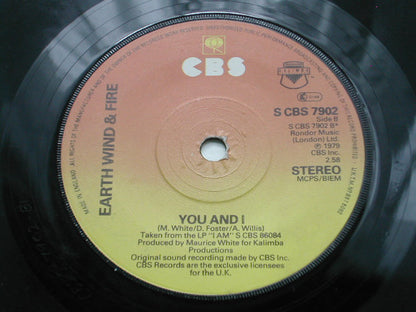 CBS
EARTH WIND & FIRE
S CBS 7902
Side B
S CBS 7902 B*
Rondor Music
(London) Ltd.
℗ 1979
CBS Inc.
2.58
STEREO
MCPS/BIEM
YOU AND I
(M. White/D. Foster/A. Willis)
Taken from the LP "I AM" S CBS 86084
Produced by Maurice White for Kalimba
Productions
Original sound recording made by CBS Inc.
CBS Records are the exclusive licensees
for the U.K.
MADE IN ENGLAND